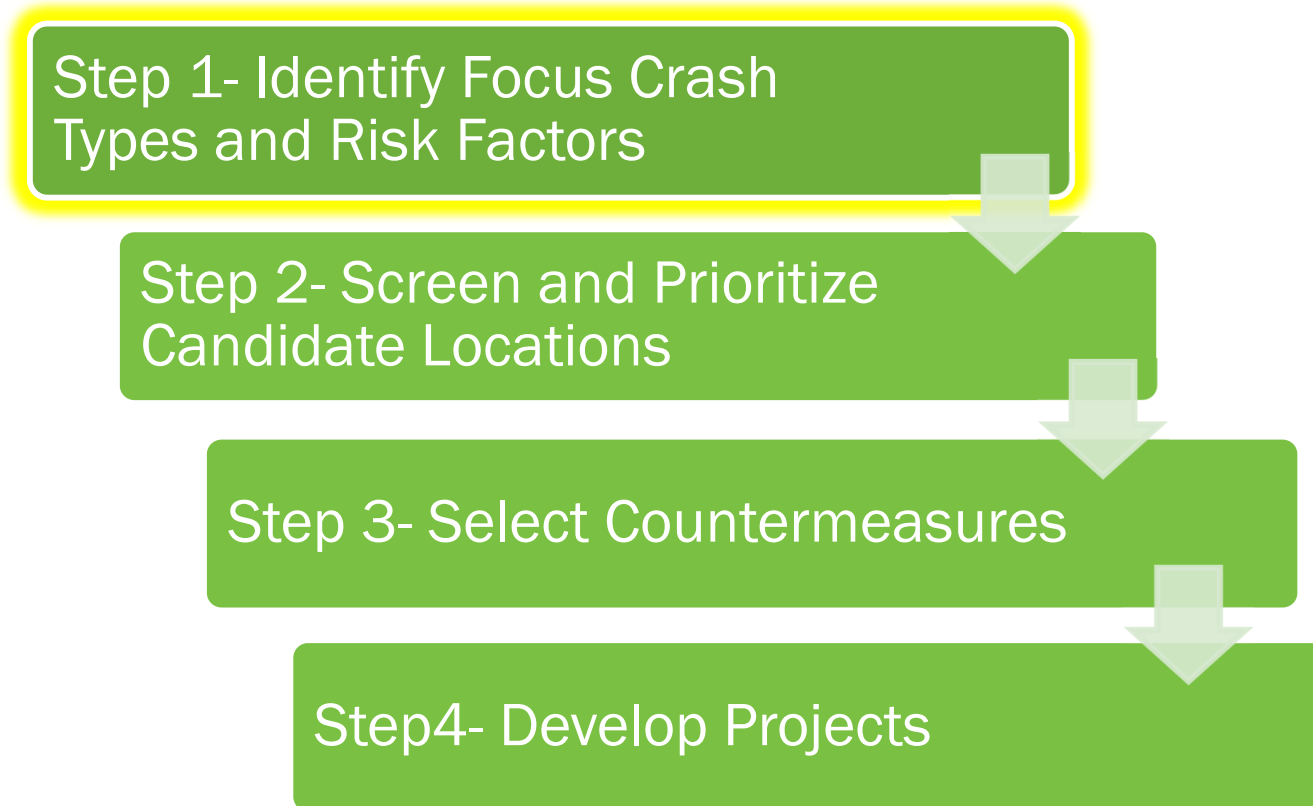 Step 1- Identify Focus Crash
Types and Risk Factors
Step 2- Screen and Prioritize
Candidate Locations
Step 3- Select Countermeasures
Step4- Develop Projects